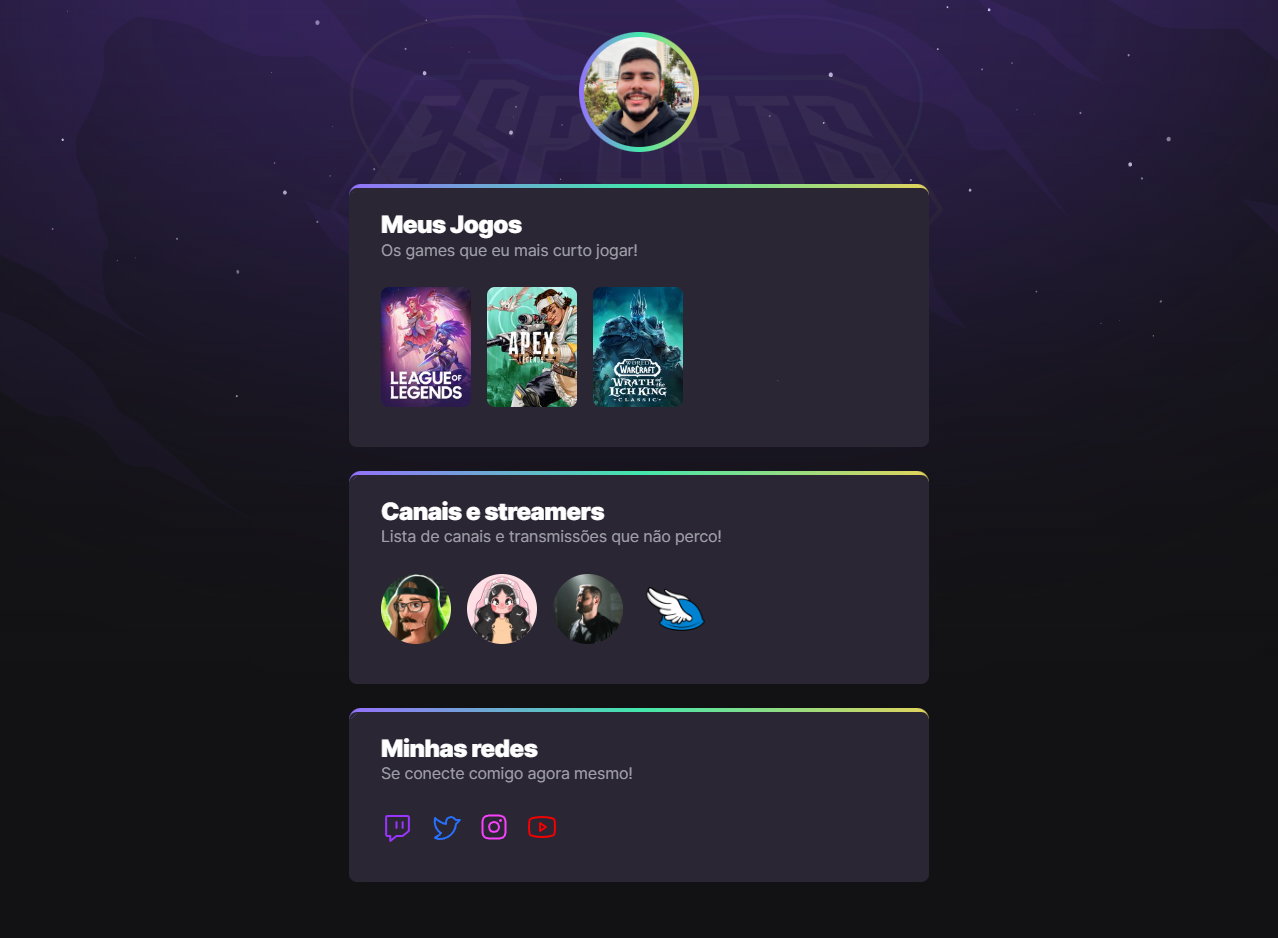 ESPORTS
Meus Jogos
Os games que eu mais curto jogar!
LEAGUE OF
LEGENDS
APEX
LEGENDS
WORLD
WARCRAFT
WRATH of the
LICH KING
CLASSIC
Canais e streamers
Lista de canais e transmissões que não perco!
Minhas redes
Se conecte comigo agora mesmo!